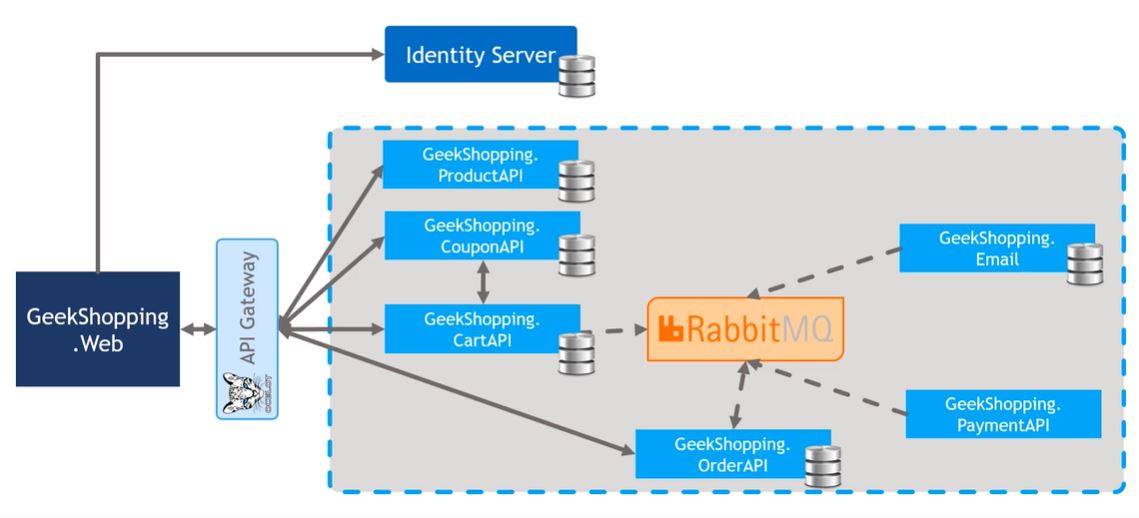 Identity Server
GeekShopping.
ProductAPI
GeekShopping.
CouponAPI
GeekShopping.
Email
GeekShopping
.Web
API Gateway
OCELOT
GeekShopping.
CartAPI
RabbitMQ
GeekShopping.
PaymentAPI
GeekShopping.
OrderAPI